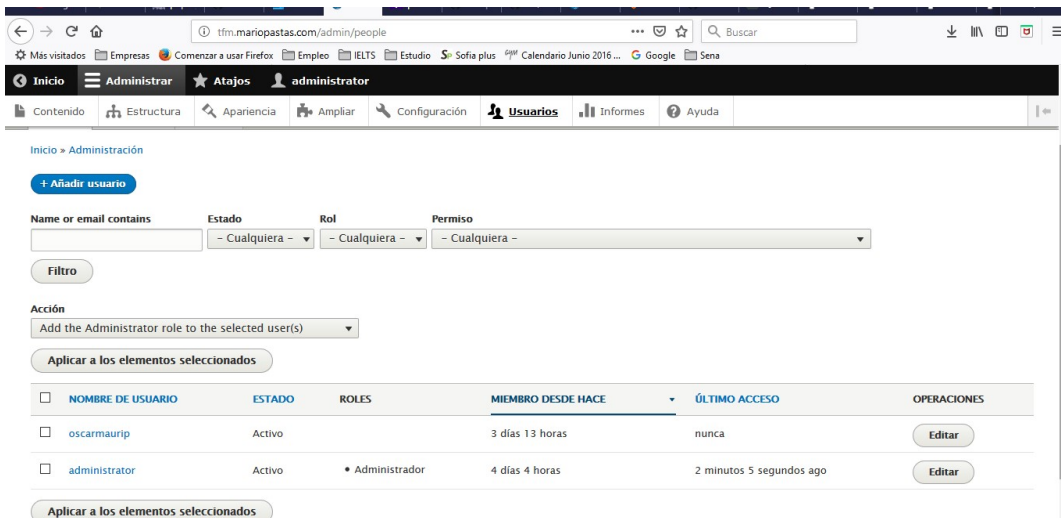 tfm.mariopastas.com/admin/people
Buscar
Más visitados Empresas Comenzar a usar Firefox Empleo IELTS Estudio Sofia plus Calendario Junio 2016 ... Google Sena
Inicio Administrar Atajos administrator
Contenido Estructura Apariencia Ampliar Configuración Usuarios Informes Ayuda
Inicio » Administración
+ Añadir usuario
Name or email contains Estado Rol Permiso
- Cualquiera - - Cualquiera - - Cualquiera -
Filtro
Acción
Add the Administrator role to the selected user(s)
Aplicar a los elementos seleccionados
NOMBRE DE USUARIO ESTADO ROLES MIEMBRO DESDE HACE ÚLTIMO ACCESO OPERACIONES
oscarmaurip Activo 3 días 13 horas nunca Editar
administrator Activo • Administrador 4 días 4 horas 2 minutos 5 segundos ago Editar
Aplicar a los elementos seleccionados